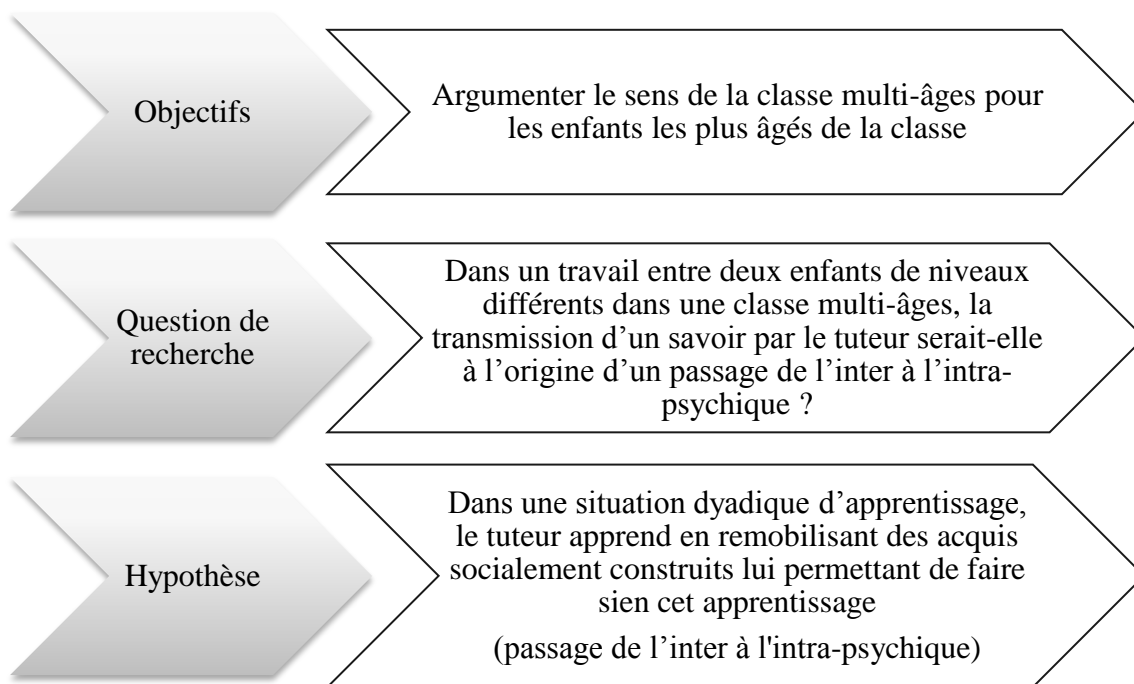 Objectifs
Argumenter le sens de la classe multi-âges pour
les enfants les plus âgés de la classe
Question de
recherche
Dans un travail entre deux enfants de niveaux
différents dans une classe multi-âges, la
transmission d’un savoir par le tuteur serait-elle
à l’origine d’un passage de l’inter à l’intra-
psychique ?
Hypothèse
Dans une situation dyadique d’apprentissage,
le tuteur apprend en remobilisant des acquis
socialement construits lui permettant de faire
sien cet apprentissage
(passage de l’inter à l'intra-psychique)